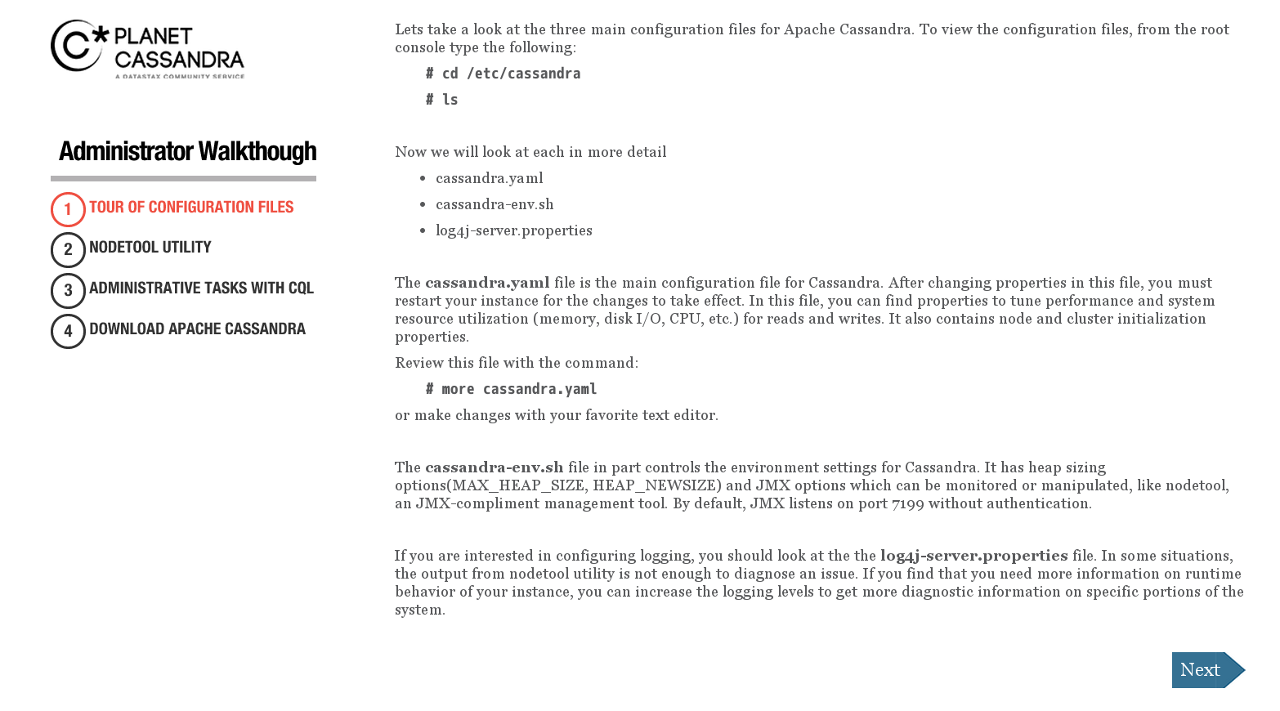 PLANET
CASSANDRA
A DATASTAX COMMUNITY SERVICE
Administrator Walkthough
1 TOUR OF CONFIGURATION FILES
2 NODETOOL UTILITY
3 ADMINISTRATIVE TASKS WITH CQL
4 DOWNLOAD APACHE CASSANDRA
Lets take a look at the three main configuration files for Apache Cassandra. To view the configuration files, from the root
console type the following:
# cd /etc/cassandra
# ls
Now we will look at each in more detail
• cassandra.yaml
• cassandra-env.sh
• log4j-server.properties
The cassandra.yaml file is the main configuration file for Cassandra. After changing properties in this file, you must
restart your instance for the changes to take effect. In this file, you can find properties to tune performance and system
resource utilization (memory, disk I/O, CPU, etc.) for reads and writes. It also contains node and cluster initialization
properties.
Review this file with the command:
# more cassandra.yaml
or make changes with your favorite text editor.
The cassandra-env.sh file in part controls the environment settings for Cassandra. It has heap sizing
options(MAX_HEAP_SIZE, HEAP_NEWSIZE) and JMX options which can be monitored or manipulated, like nodetool,
an JMX-compliment management tool. By default, JMX listens on port 7199 without authentication.
If you are interested in configuring logging, you should look at the the log4j-server.properties file. In some situations,
the output from nodetool utility is not enough to diagnose an issue. If you find that you need more information on runtime
behavior of your instance, you can increase the logging levels to get more diagnostic information on specific portions of the
system.
Next